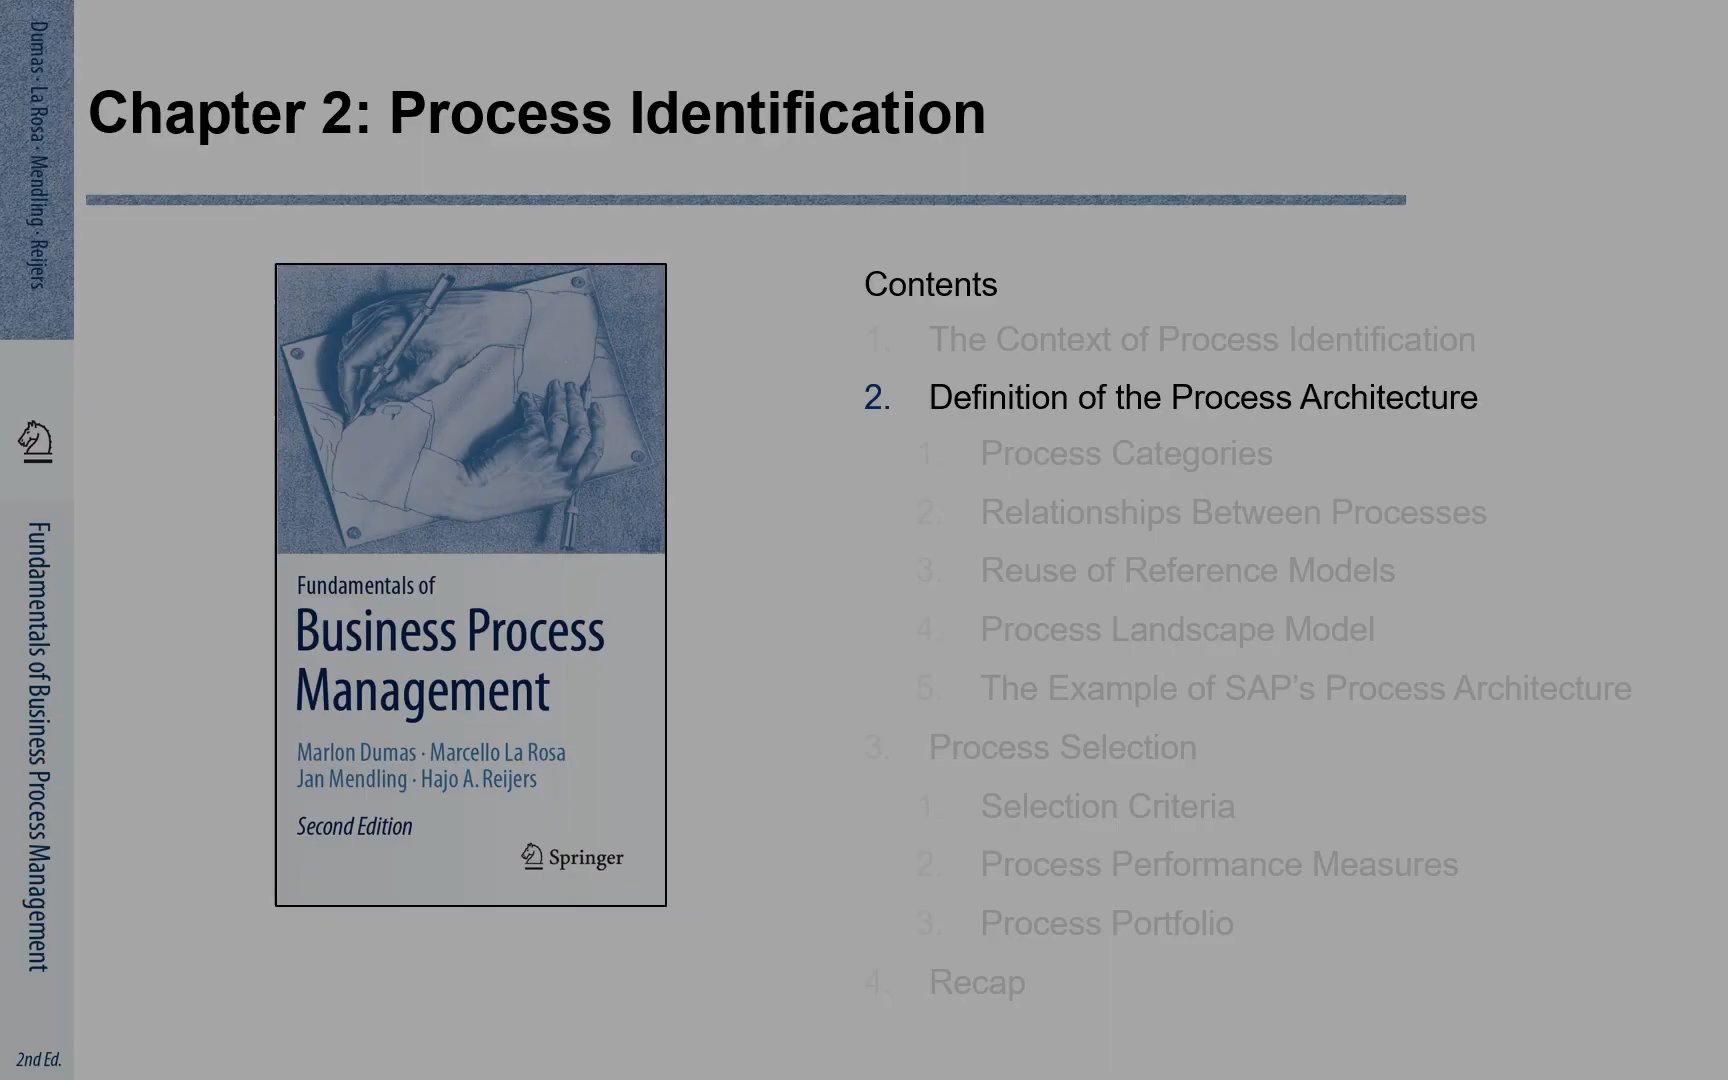 Dumas · La Rosa · Mendling · Reijers
Fundamentals of Business Process Management
2nd Ed.
Chapter 2: Process Identification
Fundamentals of
Business Process
Management
Marlon Dumas · Marcello La Rosa
Jan Mendling · Hajo A. Reijers
Second Edition
Springer
Contents
1. The Context of Process Identification
2. Definition of the Process Architecture
1. Process Categories
2. Relationships Between Processes
3. Reuse of Reference Models
4. Process Landscape Model
5. The Example of SAP’s Process Architecture
3. Process Selection
1. Selection Criteria
2. Process Performance Measures
3. Process Portfolio
4. Recap